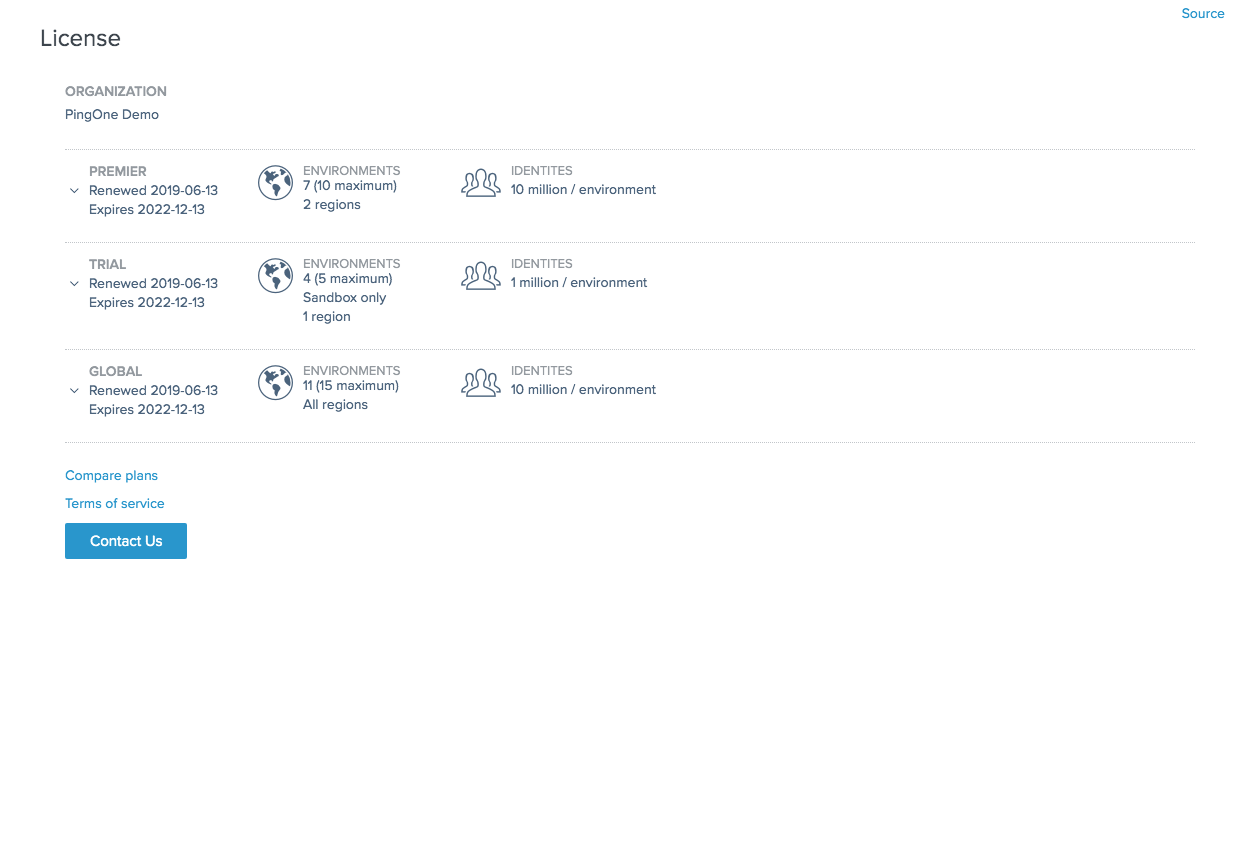 Source
License
ORGANIZATION
PingOne Demo
PREMIER
Renewed 2019-06-13
Expires 2022-12-13
ENVIRONMENTS
7 (10 maximum)
2 regions
IDENTITES
10 million / environment
TRIAL
Renewed 2019-06-13
Expires 2022-12-13
ENVIRONMENTS
4 (5 maximum)
Sandbox only
1 region
IDENTITES
1 million / environment
GLOBAL
Renewed 2019-06-13
Expires 2022-12-13
ENVIRONMENTS
11 (15 maximum)
All regions
IDENTITES
10 million / environment
Compare plans
Terms of service
Contact Us